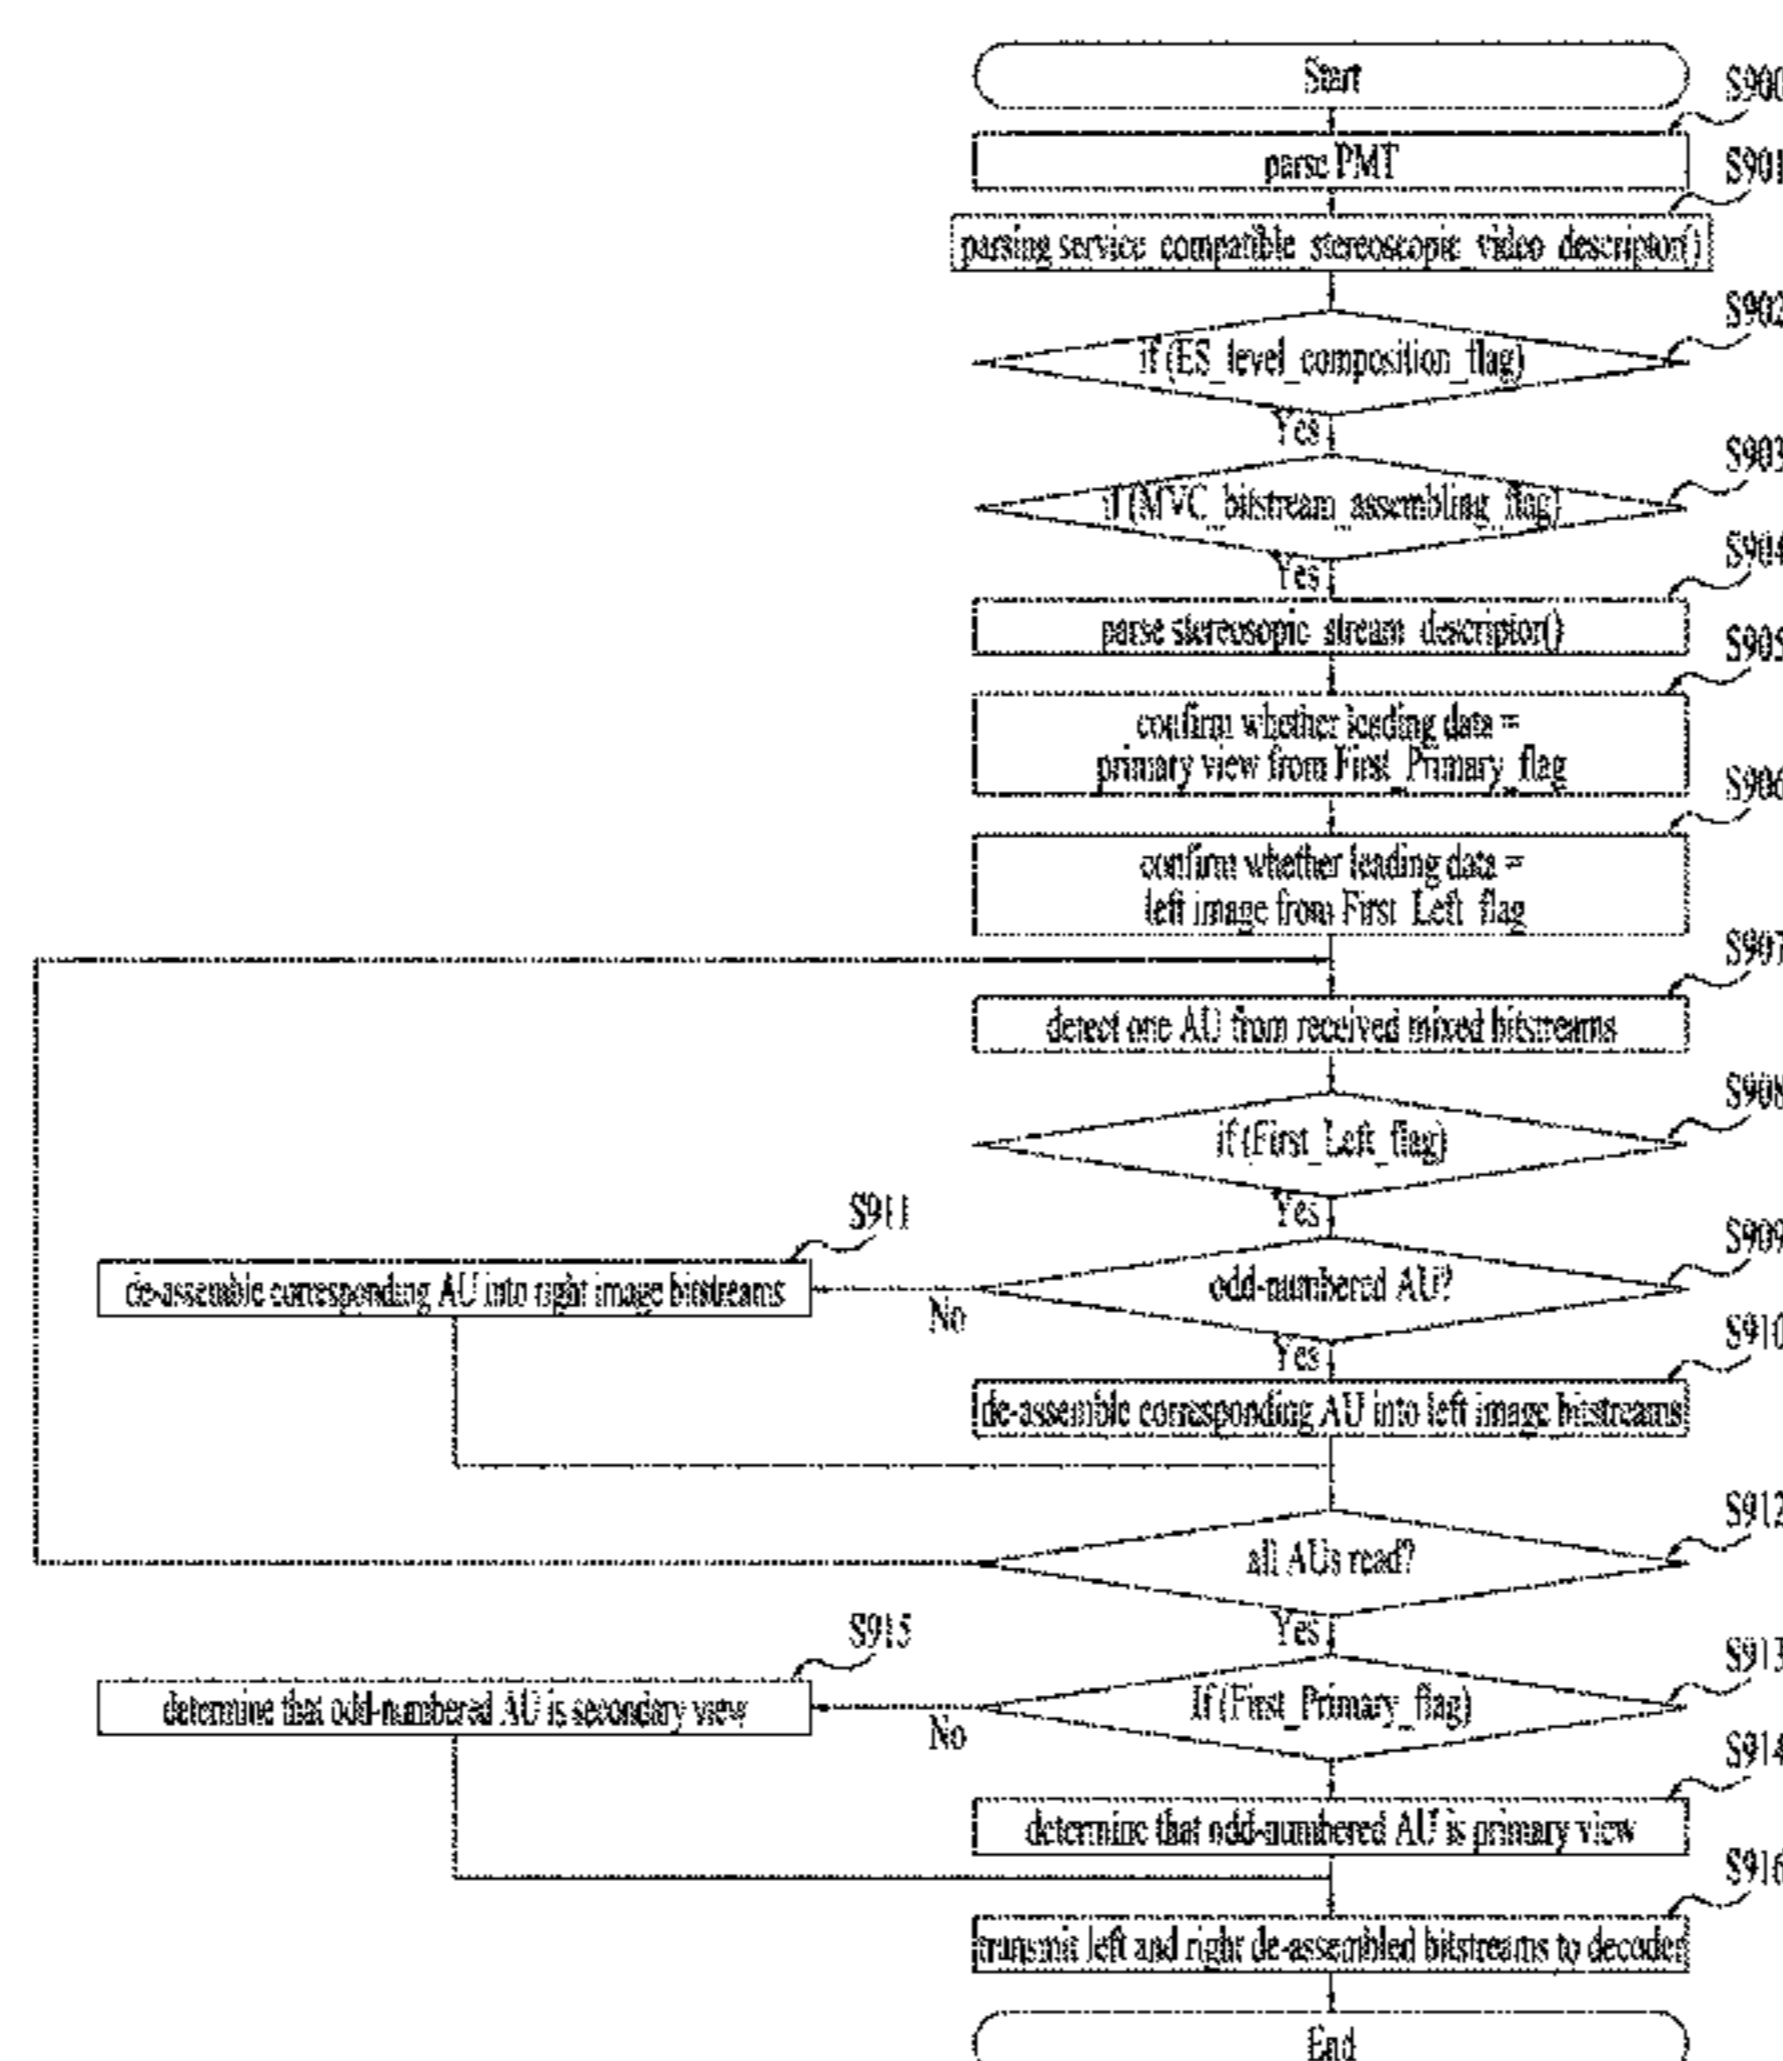 Start
S900
parse PMT
S901
parsing service_compatible_stereoscopic_video_descriptor()
S902
if (ES_level_composition_flag)
Yes
S903
if (MVC_bitstream_assembling_flag)
Yes
S904
parse stereosopic_stream_descriptor()
S905
confirm whether leading data =
primary view from First_Primary_flag
S906
confirm whether leading data =
left image from First_Left_flag
S907
detect one AU from received mixed bitstreams
S908
if (First_Left_flag)
Yes
S911
S909
de-assemble corresponding AU into right image bitstreams
No
odd-numbered AU?
Yes
S910
de-assemble corresponding AU into left image bitstreams
S912
all AUs read?
Yes
S915
S913
determine that odd-numbered AU is secondary view
No
If (First_Primary_flag)
S914
determine that odd-numbered AU is primary view
S916
transmit left and right de-assembled bitstreams to decoder
End